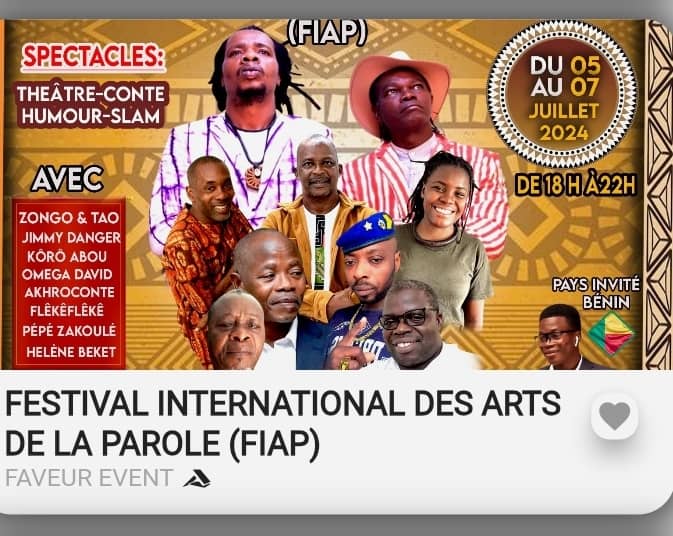 (FIAP)
SPECTACLES:
THEÂTRE-CONTE
HUMOUR-SLAM
DU 05
AU 07
JUILLET
2024
DE 18 H À 22H
AVEC
ZONGO & TAO
JIMMY DANGER
KÔRÔ ABOU
OMEGA DAVID
AKHROCONTE
FLÊKÊFLÊKÊ
PÉPÉ ZAKOULÉ
HELÈNE BEKET
PAYS INVITÉ
BÉNIN
FESTIVAL INTERNATIONAL DES ARTS
DE LA PAROLE (FIAP)
FAVEUR EVENT